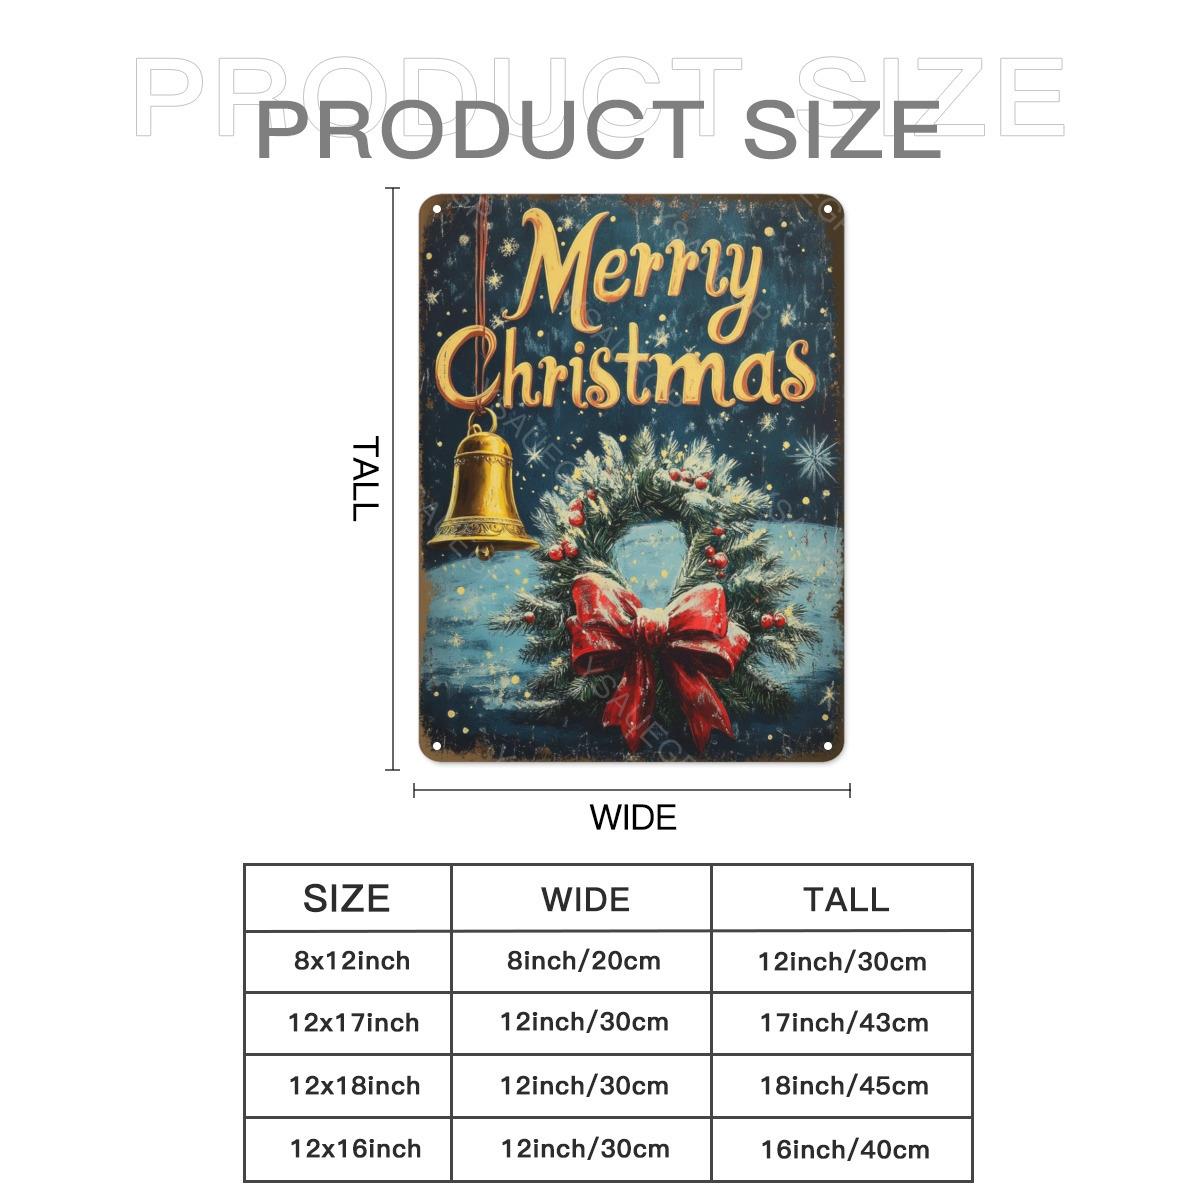 PRODUCT SIZE
PRODUCT SIZE
Merry
Christmas
TALL
WIDE
SIZE WIDE TALL
8x12inch 8inch/20cm 12inch/30cm
12x17inch 12inch/30cm 17inch/43cm
12x18inch 12inch/30cm 18inch/45cm
12x16inch 12inch/30cm 16inch/40cm